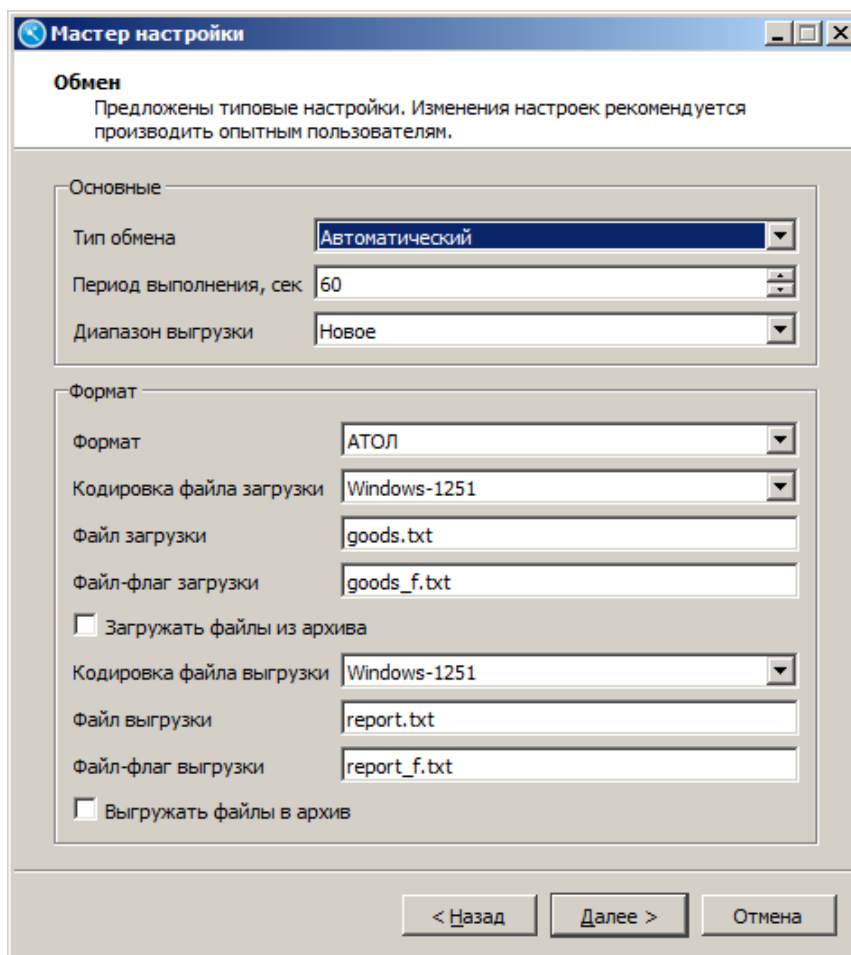 Мастер настройки
Обмен
Предложены типовые настройки. Изменения настроек рекомендуется
производить опытным пользователям.
Основные
Тип обмена Автоматический
Период выполнения, сек 60
Диапазон выгрузки Новое
Формат
Формат АТОЛ
Кодировка файла загрузки Windows-1251
Файл загрузки goods.txt
Файл-флаг загрузки goods_f.txt
Загружать файлы из архива
Кодировка файла выгрузки Windows-1251
Файл выгрузки report.txt
Файл-флаг выгрузки report_f.txt
Выгружать файлы в архив
< Назад Далее > Отмена